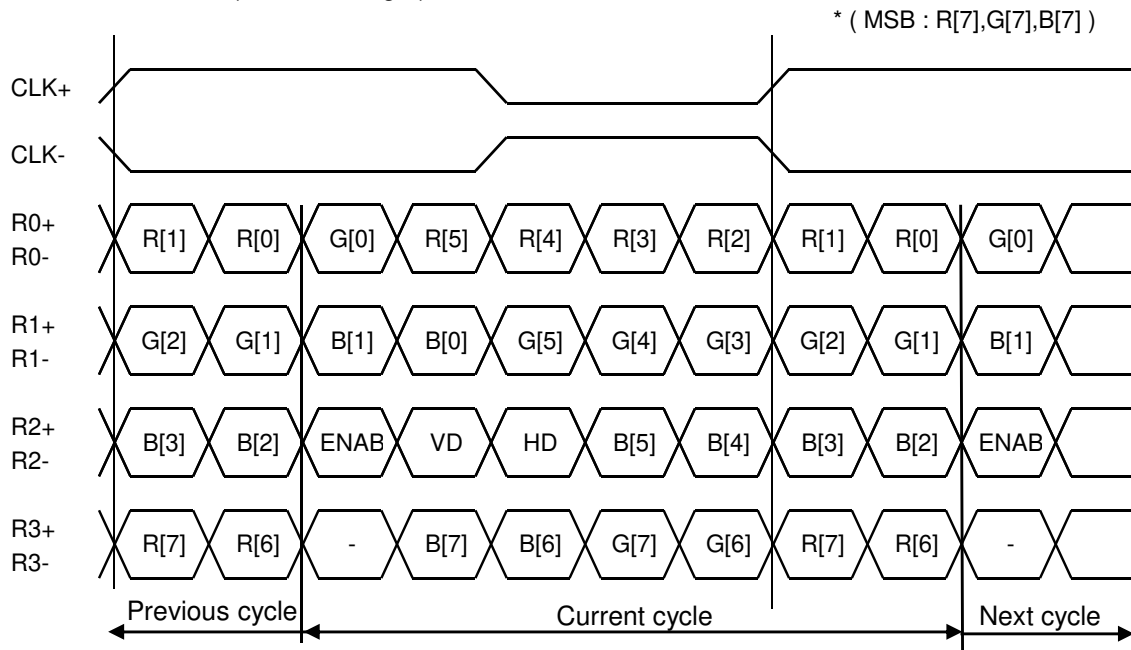 * ( MSB : R[7],G[7],B[7] )
CLK+
CLK-
R0+
R0-
R[1] R[0] G[0] R[5] R[4] R[3] R[2] R[1] R[0] G[0]
R1+
R1-
G[2] G[1] B[1] B[0] G[5] G[4] G[3] G[2] G[1] B[1]
R2+
R2-
B[3] B[2] ENAB VD HD B[5] B[4] B[3] B[2] ENAB
R3+
R3-
R[7] R[6] - B[7] B[6] G[7] G[6] R[7] R[6] -
Previous cycle Current cycle Next cycle